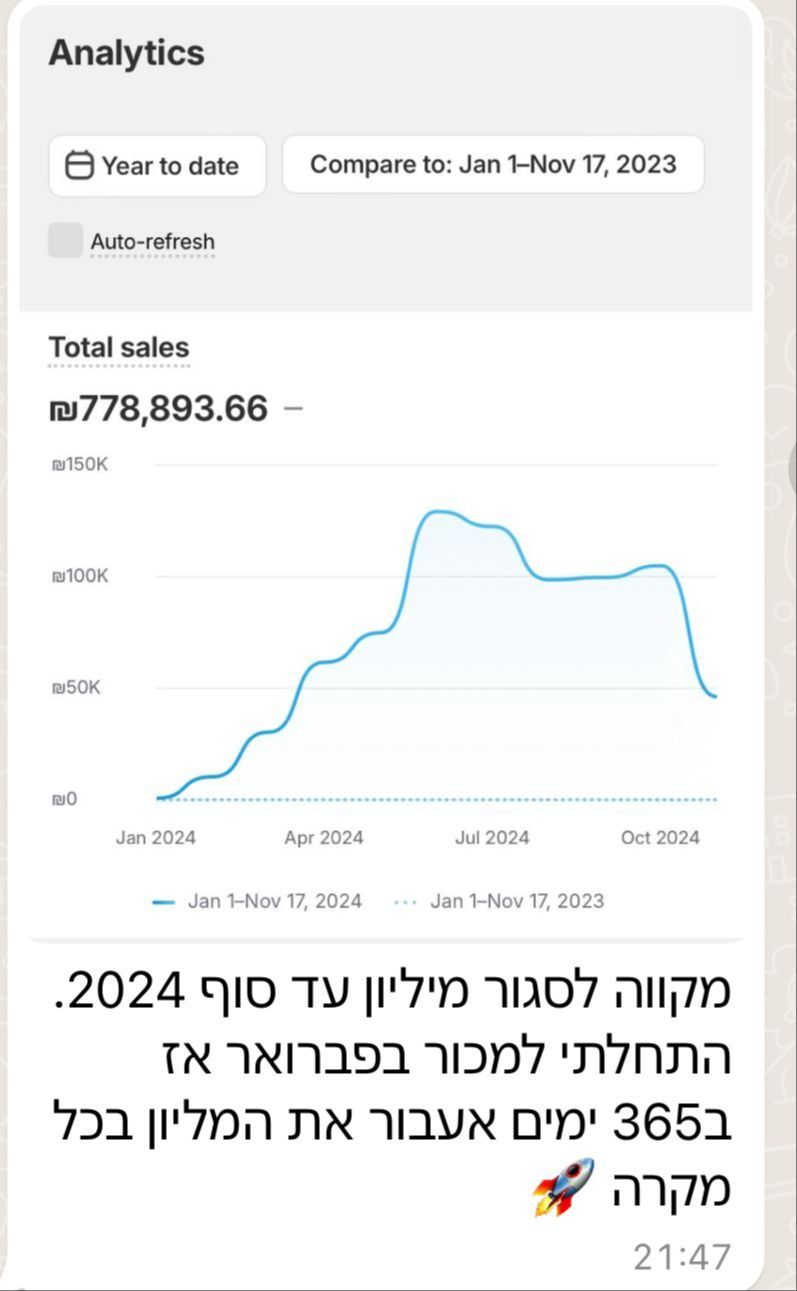 Analytics
Year to date
Compare to: Jan 1–Nov 17, 2023
Auto-refresh
Total sales
₪778,893.66 –
₪150K
₪100K
₪50K
₪0
Jan 2024 Apr 2024 Jul 2024 Oct 2024
Jan 1–Nov 17, 2024 Jan 1–Nov 17, 2023
מקווה לסגור מיליון עד סוף 2024.
התחלתי למכור בפברואר אז
ב365 ימים אעבור את המליון בכל
מקרה 🚀
21:47